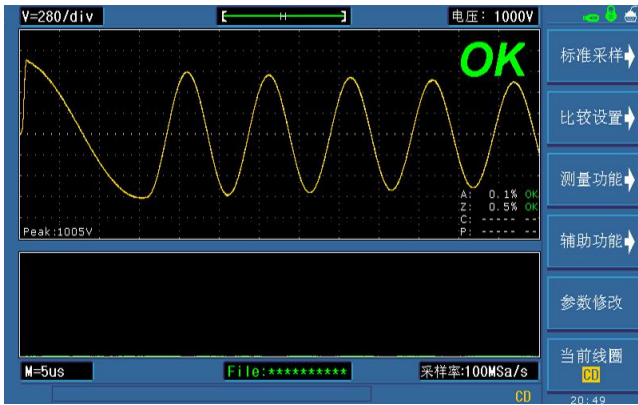 V=280/div
H
电压: 1000V
OK
标准采样
比较设置
测量功能
A: 0.1% OK
Z: 0.5% OK
C: ----- --
P: ----- --
Peak:1005V
辅助功能
参数修改
当前线圈
CD
M=5us
File:**********
采样率:100MSa/s
CD
20:49